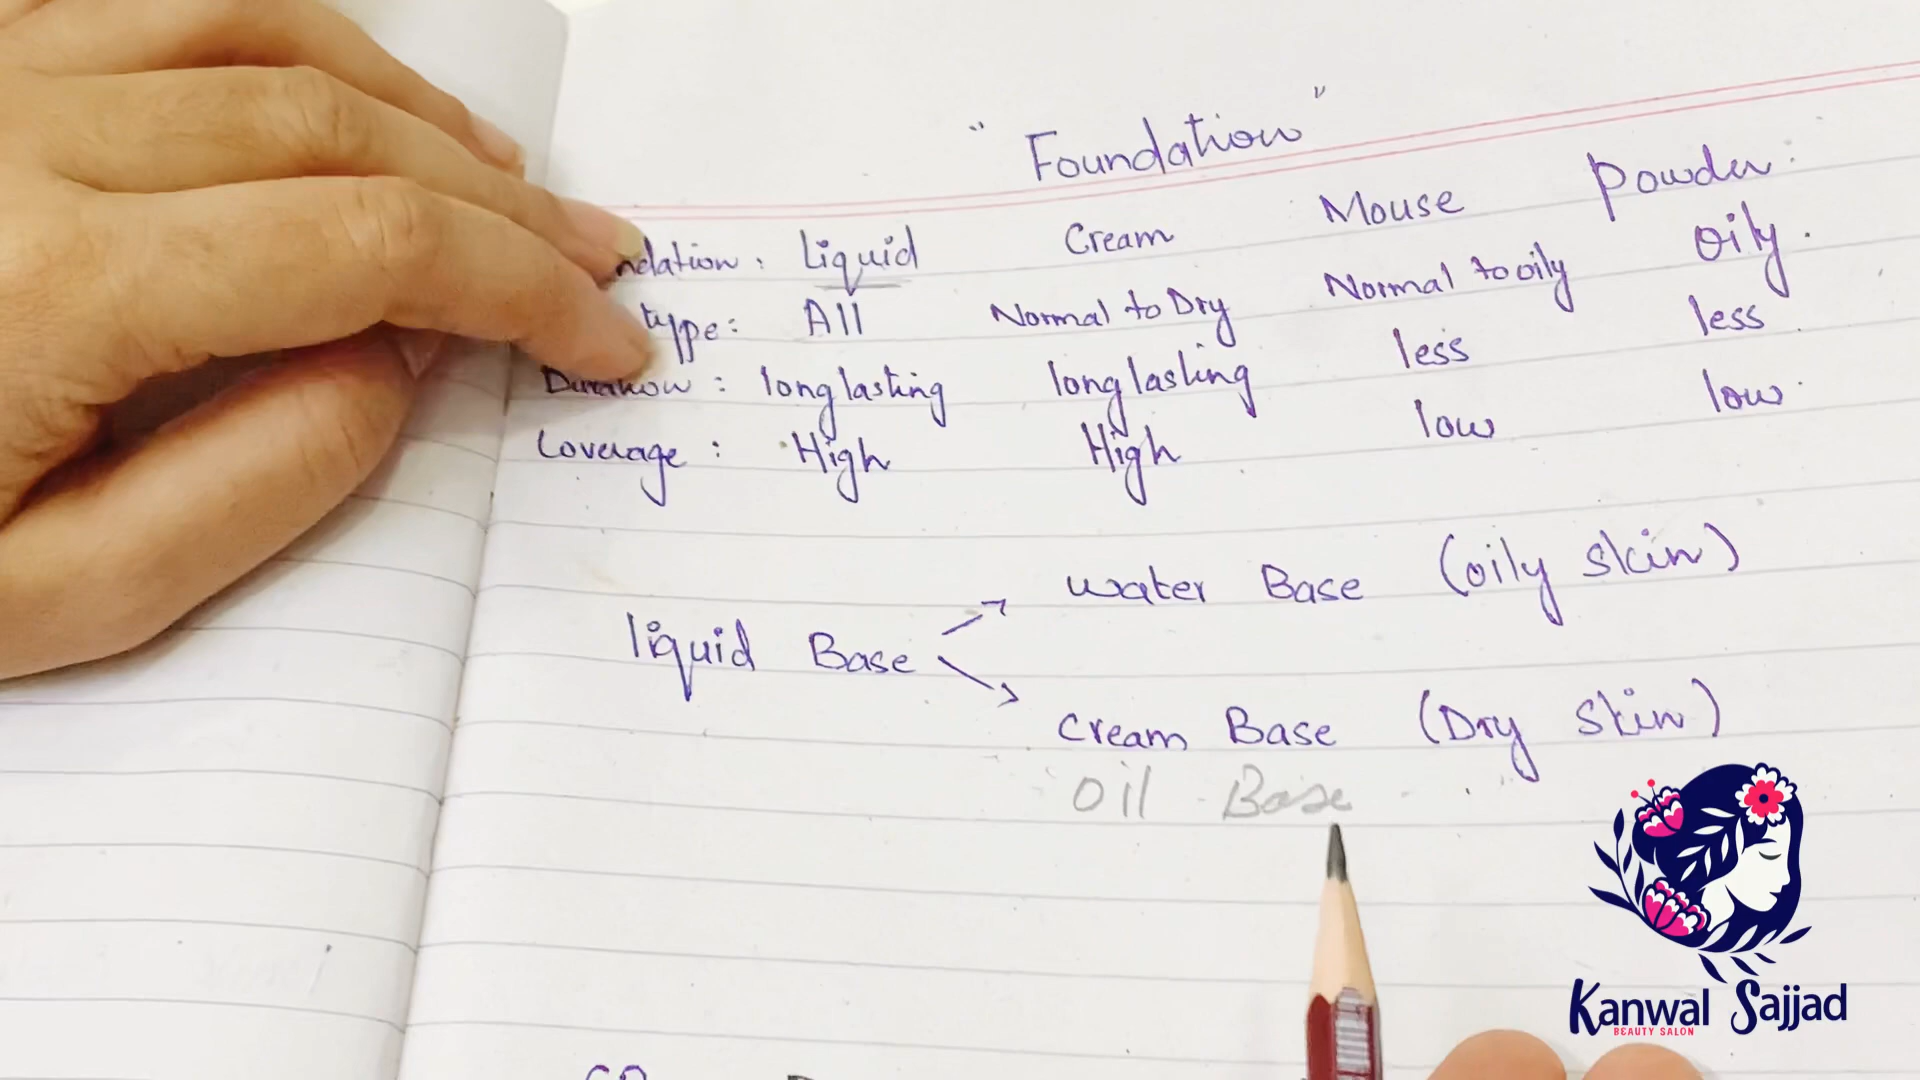 " Foundation "
ndation : Liquid Cream Mouse Powder
type : All Normal to Dry Normal to oily oily
Duration : long lasting long lasting less less
Coverage : High High low low
liquid Base
water Base (oily skin)
Cream Base (Dry skin)
oil Base
Kanwal Sajjad
BEAUTY SALON